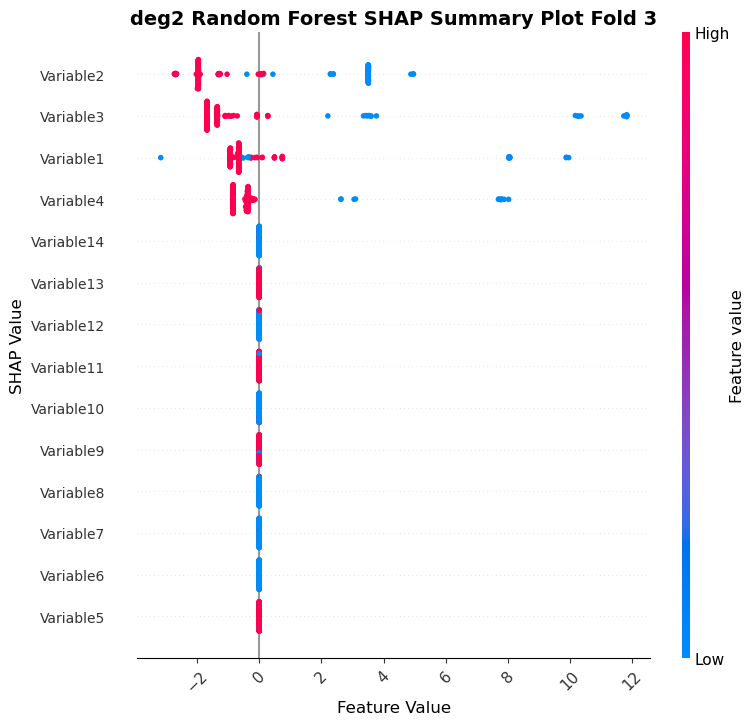 deg2 Random Forest SHAP Summary Plot Fold 3
High
Variable2
Variable3
Variable1
Variable4
Variable14
Variable13
Variable12
Variable11
Variable10
Variable9
Variable8
Variable7
Variable6
Variable5
SHAP Value
Feature value
Low
−2 0 2 4 6 8 10 12
Feature Value